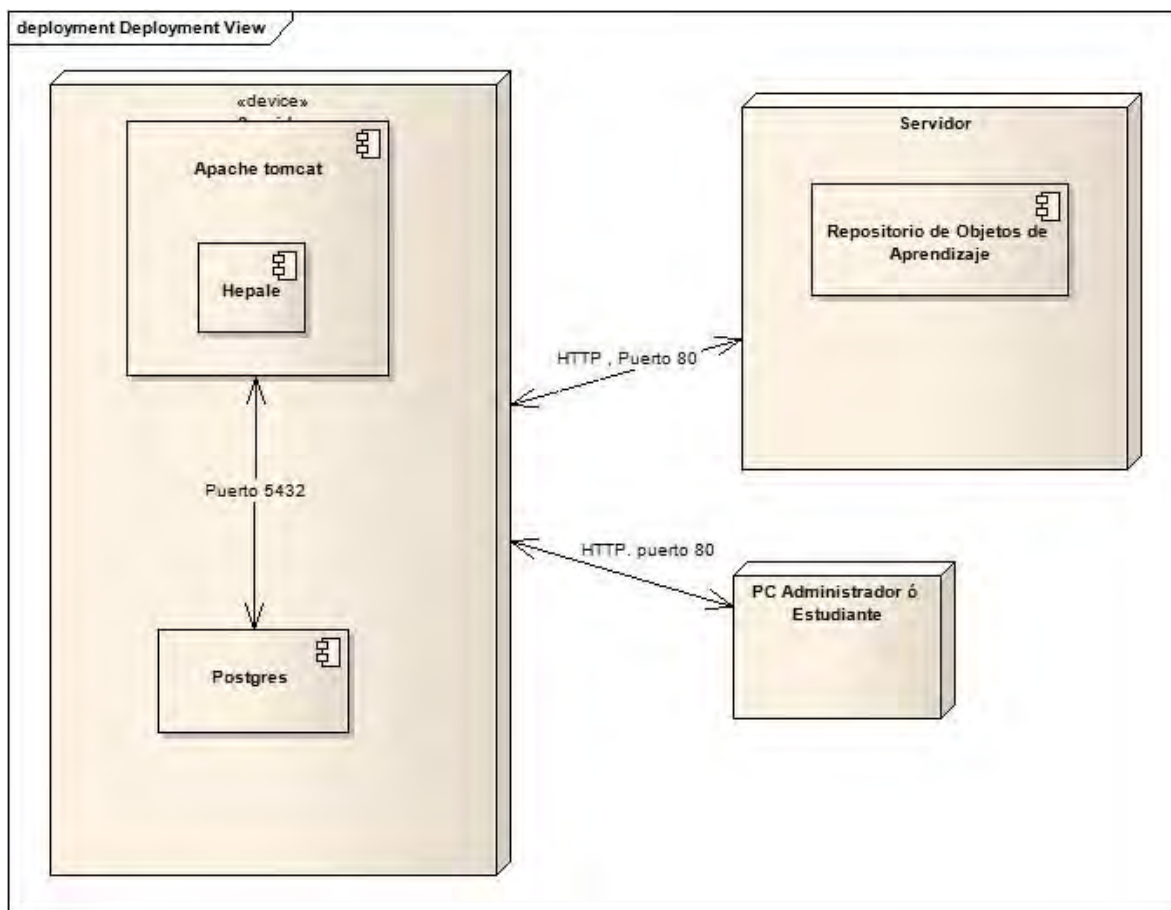 deployment Deployment View
«device»
Apache tomcat
Hepale
Puerto 5432
Postgres
HTTP , Puerto 80
HTTP. puerto 80
Servidor
Repositorio de Objetos de
Aprendizaje
PC Administrador ó
Estudiante